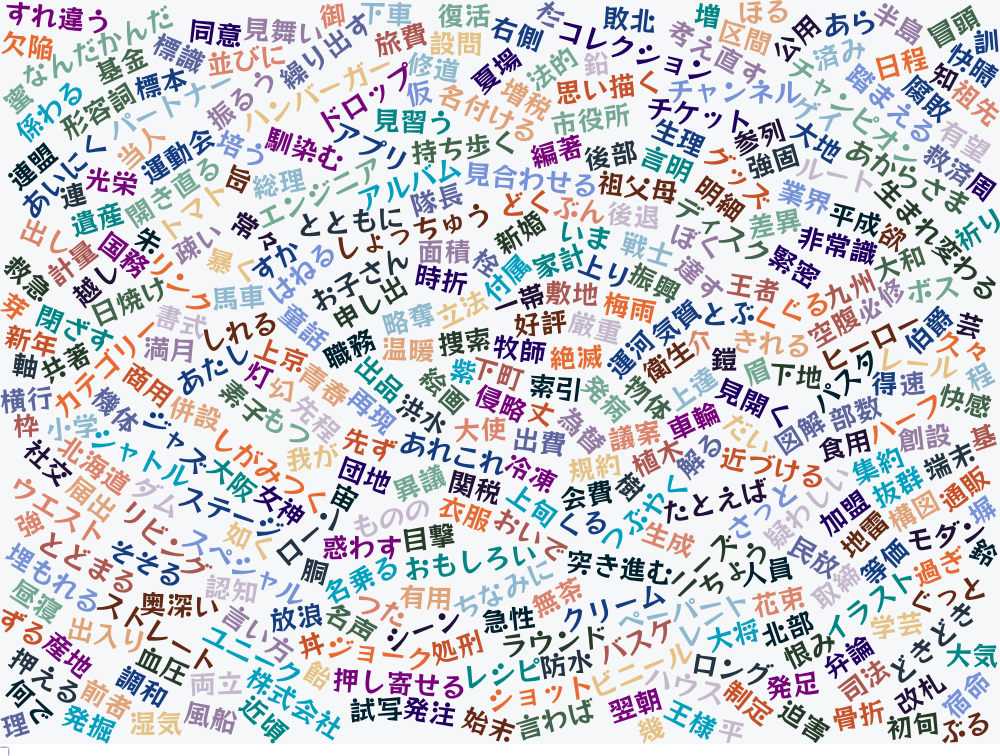 すれ違う
なんだかんだ
同意
見舞い
御
下車
復活
右側
杉
コレクション
敗北
増
ほる
区間
公用
あら
半島
冒頭
訓
欠陥
蜜
基金
標識
並びに
繰り出す
旅費
設問
修道
夏場
法的
鉛
考え直す
済み
チャンピオン
踏まえる
日程
快晴
係わる
形容詞
標本
パートナー
振るう
ハンバーガー
ドロップ
仮
名付ける
増税
思い描く
チャンネル
ゲイ
腐敗
知
祖先
連盟
あいにく
当人
運動会
培う
馴染む
アプリ
見習う
持ち歩く
編著
市役所
後部
言明
チケット
生理
グッズ
参列
強固
大地
ルート
あからさま
有望
救済
周
連
光栄
開き直る
旨
総理
エンジニア
アルバム
隊長
見合わせる
祖父母
明細
業界
平成
欲
生まれ変わる
祈り
遺産
トマト
常々
とともに
しょっちゅう
どくぶん
後退
ディスク
差異
非常識
出し
計量
国務
朱
疎い
暴く
ずか
はねる
お子さん
面積
栓
新婚
いま
戦士
ぼく
緊密
大和
救急
越し
日焼け
リンク
馬車
申し出
時折
付属
家計
上り
振興
達す
王者
くぐる
九州
必修
ボス
芽
閉ざす
書式
しれる
童話
略奪
立法
一帯
敷地
梅雨
気質
とぶ
空腹
新年
軸
共著
カテゴリー
満月
あたし
上京
職務
温暖
捜索
好評
牧師
厳重
絶滅
運河
衛生
介
鎧
きれる
ヒーロー
伯爵
芸
横行
商用
灯
幻
青春
出品
絵画
紫
下町
索引
発病
物体
上達
眉
下地
パスタ
得速
レール
程
枠
小学
機体
併設
素子
もつ
先程
再現
洪水
侵略
丈
為替
議案
車輪
見開く
だい
図解
部数
ハーフ
快感
社交
北海道
シャトル
ジャズ
しがみつく
我が
先ず
あれこれ
大使
出費
規約
植木
解る
近づける
食用
創設
基
ウエスト
届出
ダム
大阪
女神
団地
異議
関税
冷凍
会費
樹
つぶやく
たとえば
疑わしい
集約
抜群
端末
強
とどまる
リビング
ステージ
宙
ものの
衣服
上旬
くる
生成
さっと
加盟
地雷
構図
通販
塀
埋もれる
そそる
スペシャル
如く
惑わす
目撃
おいで
突き進む
民放
等価
モダン
鈴
昼寝
スト
奥深い
認知
胴
名乗る
おもしろい
ちなみに
ニーズ
一ちょう
人員
取締
イラスト
過ぎ
ぐっと
ずる
産地
出入り
レート
言い方
放浪
名商
つた
有用
シーン
急性
無茶
クリーム
ペニ
パント
花束
恨み
学芸
どきどき
押える
血圧
ユニーク
丼
ジョーク
処刑
ラウンド
バスケ
大将
北部
弁論
大気
何で
前者
調和
両立
株式会社
飴
押し寄せる
レシピ
防水
ビニール
ハウス
ロング
制定
発足
司法
改札
宿命
理
発掘
湿気
風船
近頃
試写
発注
始末
ショット
言わば
翌朝
幾
王様
平
迫害
骨折
初旬
ぶる